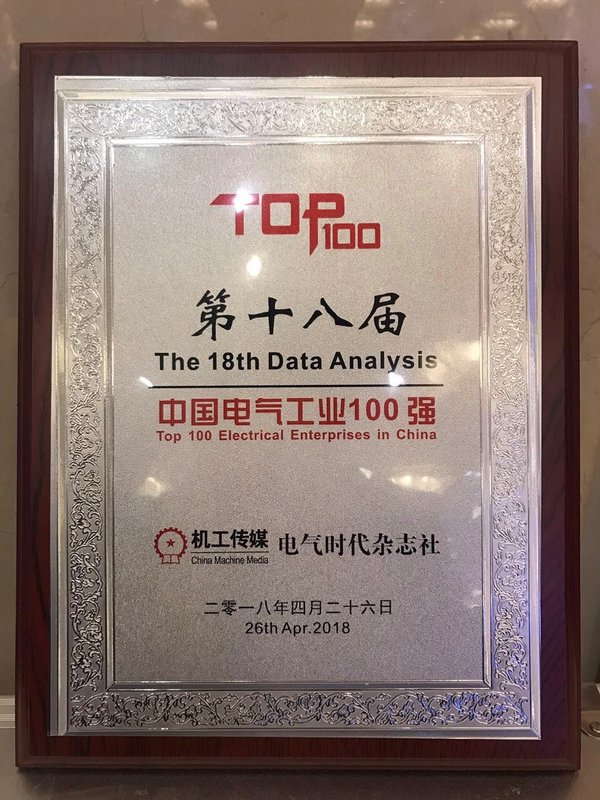 TOP100
第十八届
The 18th Data Analysis
中国电气工业100强
Top 100 Electrical Enterprises in China
机工传媒 电气时代杂志社
China Machine Media
二零一八年四月二十六日
26th Apr.2018